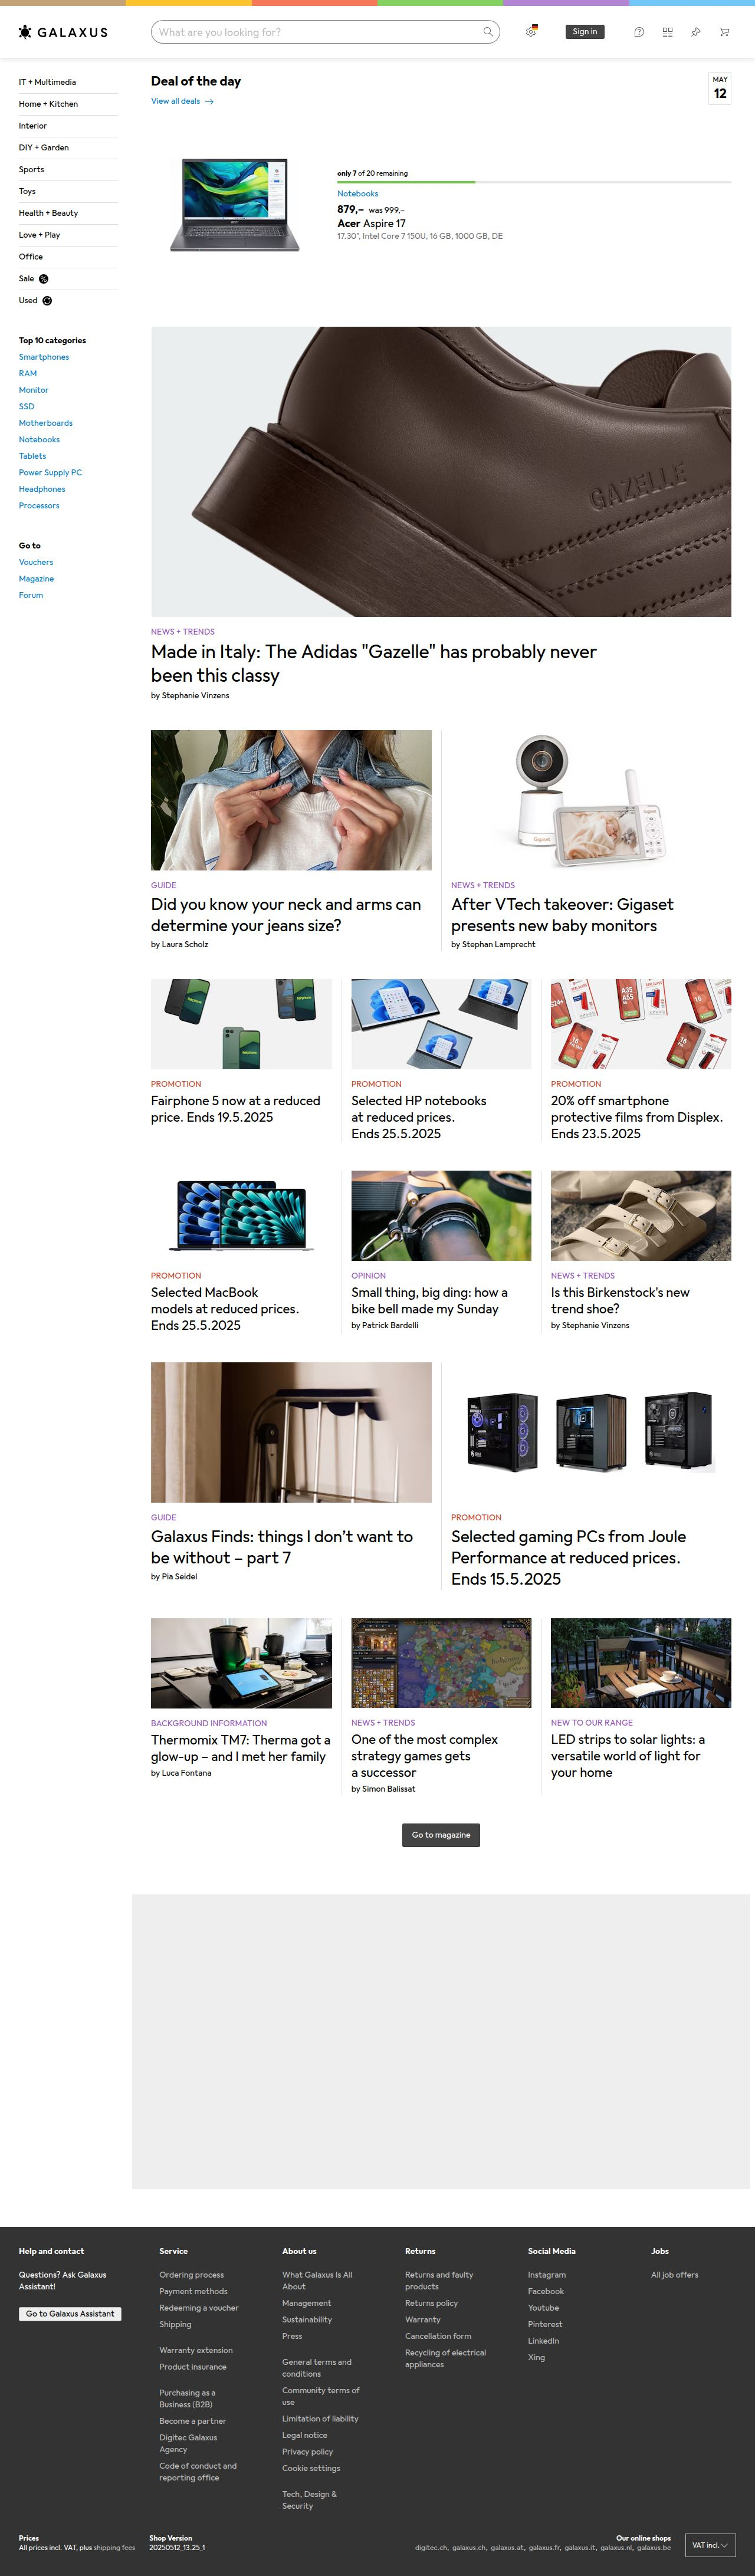 GALAXUS
What are you looking for?
Sign in
IT + Multimedia
Home + Kitchen
Interior
DIY + Garden
Sports
Toys
Health + Beauty
Love + Play
Office
Sale
Used
Top 10 categories
Smartphones
RAM
Monitor
SSD
Motherboards
Notebooks
Tablets
Power Supply PC
Headphones
Processors
Go to
Vouchers
Magazine
Forum
Deal of the day
View all deals
MAY
12
only 7 of 20 remaining
Notebooks
879,– was 999,–
Acer Aspire 17
17.30", Intel Core 7 150U, 16 GB, 1000 GB, DE
GAZELLE
NEWS + TRENDS
Made in Italy: The Adidas "Gazelle" has probably never
been this classy
by Stephanie Vinzens
GUIDE
Did you know your neck and arms can
determine your jeans size?
by Laura Scholz
Gigaset
NEWS + TRENDS
After VTech takeover: Gigaset
presents new baby monitors
by Stephan Lamprecht
PROMOTION
Fairphone 5 now at a reduced
price. Ends 19.5.2025
PROMOTION
Selected HP notebooks
at reduced prices.
Ends 25.5.2025
PROMOTION
20% off smartphone
protective films from Displex.
Ends 23.5.2025
PROMOTION
Selected MacBook
models at reduced prices.
Ends 25.5.2025
OPINION
Small thing, big ding: how a
bike bell made my Sunday
by Patrick Bardelli
NEWS + TRENDS
Is this Birkenstock's new
trend shoe?
by Stephanie Vinzens
GUIDE
Galaxus Finds: things I don’t want to
be without – part 7
by Pia Seidel
PROMOTION
Selected gaming PCs from Joule
Performance at reduced prices.
Ends 15.5.2025
BACKGROUND INFORMATION
Thermomix TM7: Therma got a
glow-up – and I met her family
by Luca Fontana
NEWS + TRENDS
One of the most complex
strategy games gets
a successor
by Simon Balissat
NEW TO OUR RANGE
LED strips to solar lights: a
versatile world of light for
your home
Go to magazine
Help and contact
Questions? Ask Galaxus
Assistant!
Go to Galaxus Assistant
Service
Ordering process
Payment methods
Redeeming a voucher
Shipping
Warranty extension
Product insurance
Purchasing as a
Business (B2B)
Become a partner
Digitec Galaxus
Agency
Code of conduct and
reporting office
About us
What Galaxus Is All
About
Management
Sustainability
Press
General terms and
conditions
Community terms of
use
Limitation of liability
Legal notice
Privacy policy
Cookie settings
Tech, Design &
Security
Returns
Returns and faulty
products
Returns policy
Warranty
Cancellation form
Recycling of electrical
appliances
Social Media
Instagram
Facebook
Youtube
Pinterest
LinkedIn
Xing
Jobs
All job offers
Prices
All prices incl. VAT, plus shipping fees
Shop Version
20250512_13.25_1
Our online shops
digitec.ch, galaxus.ch, galaxus.at, galaxus.fr, galaxus.it, galaxus.nl, galaxus.be
VAT incl.